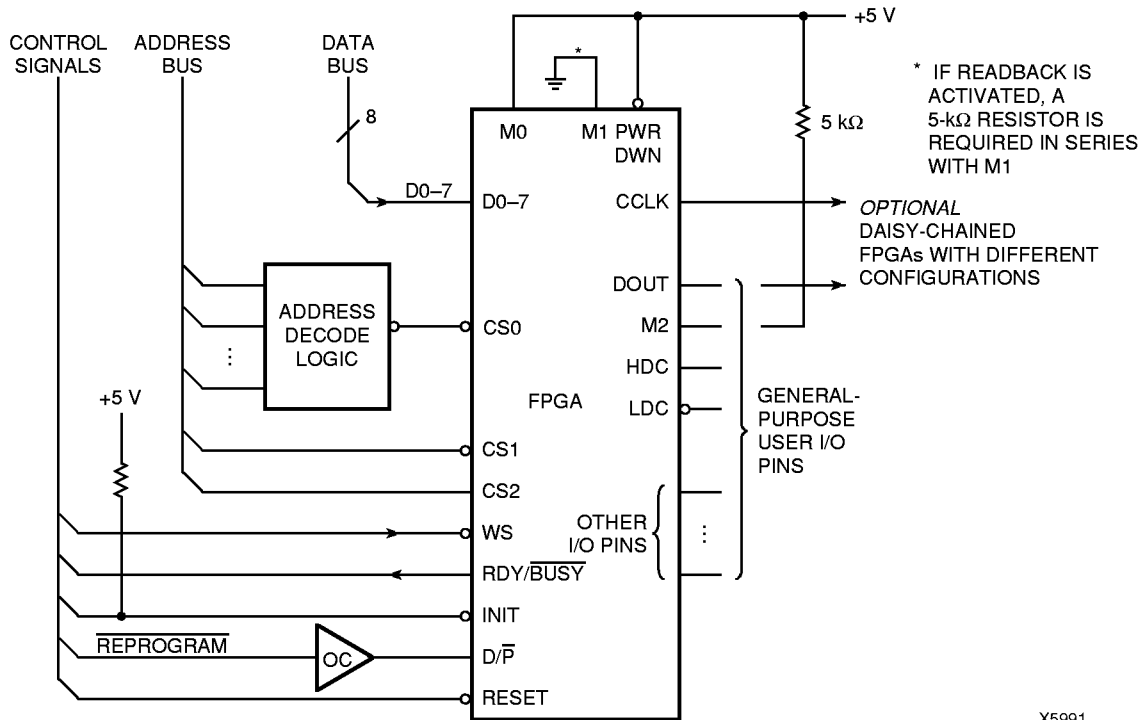 +5 V
CONTROL
SIGNALS
ADDRESS
BUS
DATA
BUS
8
*
M0
M1
PWR
DWN
5 kΩ
* IF READBACK IS
ACTIVATED, A
5-kΩ RESISTOR IS
REQUIRED IN SERIES
WITH M1
D0–7
D0–7
CCLK
OPTIONAL
DAISY-CHAINED
FPGAs WITH DIFFERENT
CONFIGURATIONS
ADDRESS
DECODE
LOGIC
CS0
DOUT
M2
HDC
LDC
FPGA
GENERAL-
PURPOSE
USER I/O
PINS
+5 V
CS1
CS2
OTHER
I/O PINS
WS
RDY/BUSY
INIT
REPROGRAM
OC
D/P
RESET
X5991